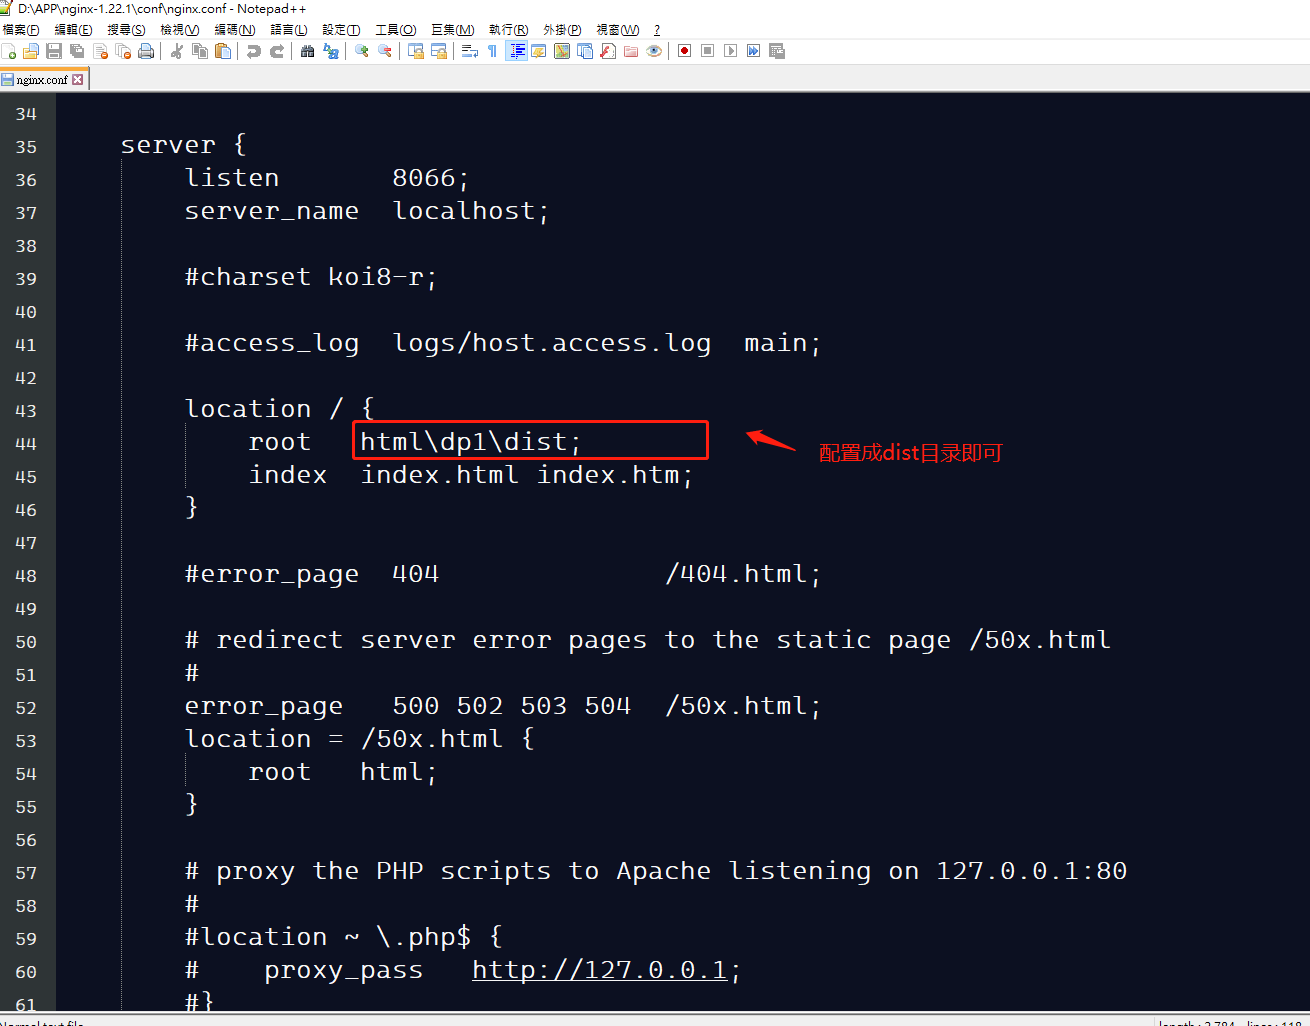 D:\APP\nginx-1.22.1\conf\nginx.conf - Notepad++
檔案(F) 編輯(E) 搜尋(S) 檢視(V) 編碼(N) 語言(L) 設定(T) 工具(O) 巨集(M) 執行(R) 外掛(P) 視窗(W) ?
nginx.conf
34
35 server {
36 listen 8066;
37 server_name localhost;
38
39 #charset koi8-r;
40
41 #access_log logs/host.access.log main;
42
43 location / {
44 root html\dp1\dist; 配置成dist目录即可
45 index index.html index.htm;
46 }
47
48 #error_page 404 /404.html;
49
50 # redirect server error pages to the static page /50x.html
51 #
52 error_page 500 502 503 504 /50x.html;
53 location = /50x.html {
54 root html;
55 }
56
57 # proxy the PHP scripts to Apache listening on 127.0.0.1:80
58 #
59 #location ~ \.php$ {
60 # proxy_pass http://127.0.0.1;
61 #}
Normal text file length : 2,784 lines : 118